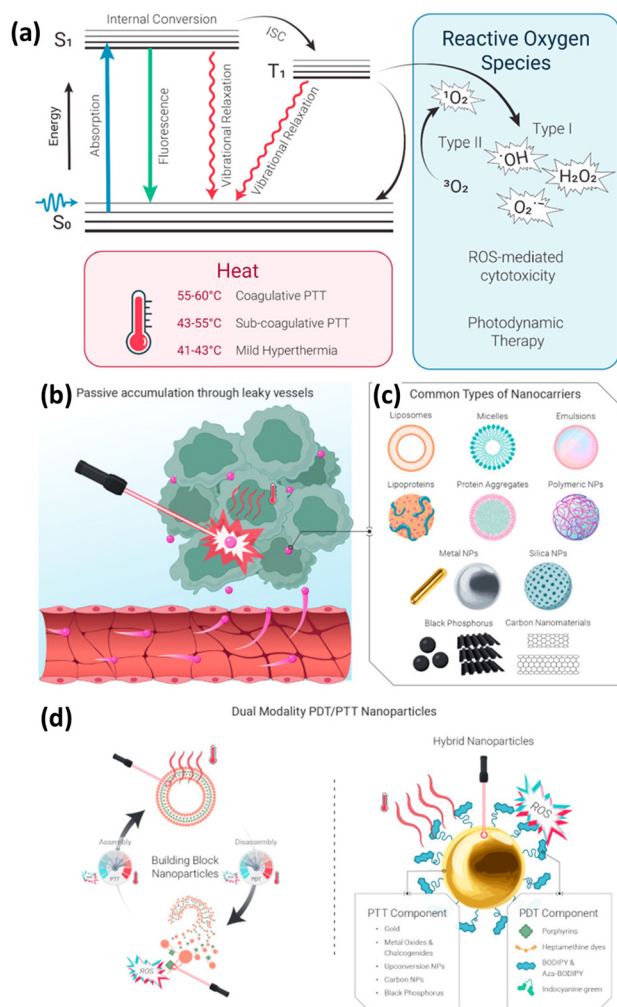 (a)
Internal Conversion
S₁
ISC
T₁
Energy
Absorption
Fluorescence
Vibrational Relaxation
Vibrational Relaxation
S₀
Heat
55-60°C Coagulative PTT
43-55°C Sub-coagulative PTT
41-43°C Mild Hyperthermia
Reactive Oxygen
Species
¹O₂
Type II
Type I
·OH
H₂O₂
³O₂
O₂·⁻
ROS-mediated
cytotoxicity
Photodynamic
Therapy
(b)
Passive accumulation through leaky vessels
(c)
Common Types of Nanocarriers
Liposomes
Micelles
Emulsions
Lipoproteins
Protein Aggregates
Polymeric NPs
Metal NPs
Silica NPs
Black Phosphorus
Carbon Nanomaterials
(d)
Dual Modality PDT/PTT Nanoparticles
Assembly
Disassembly
PTT
Building Block
Nanoparticles
PDT
ROS
Hybrid Nanoparticles
ROS
PTT Component
• Gold
• Metal Oxides &
Chalcogenides
• Upconversion NPs
• Carbon NPs
• Black Phosphorus
PDT Component
Porphyrins
Heptamethine dyes
BODIPY &
Aza-BODIPY
Indocyanine green